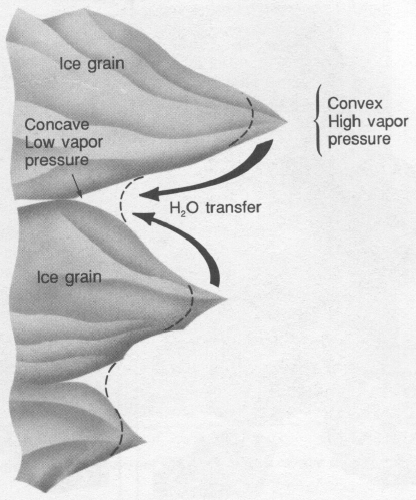 Ice grain
Convex
High vapor
pressure
Concave
Low vapor
pressure
H₂O transfer
Ice grain